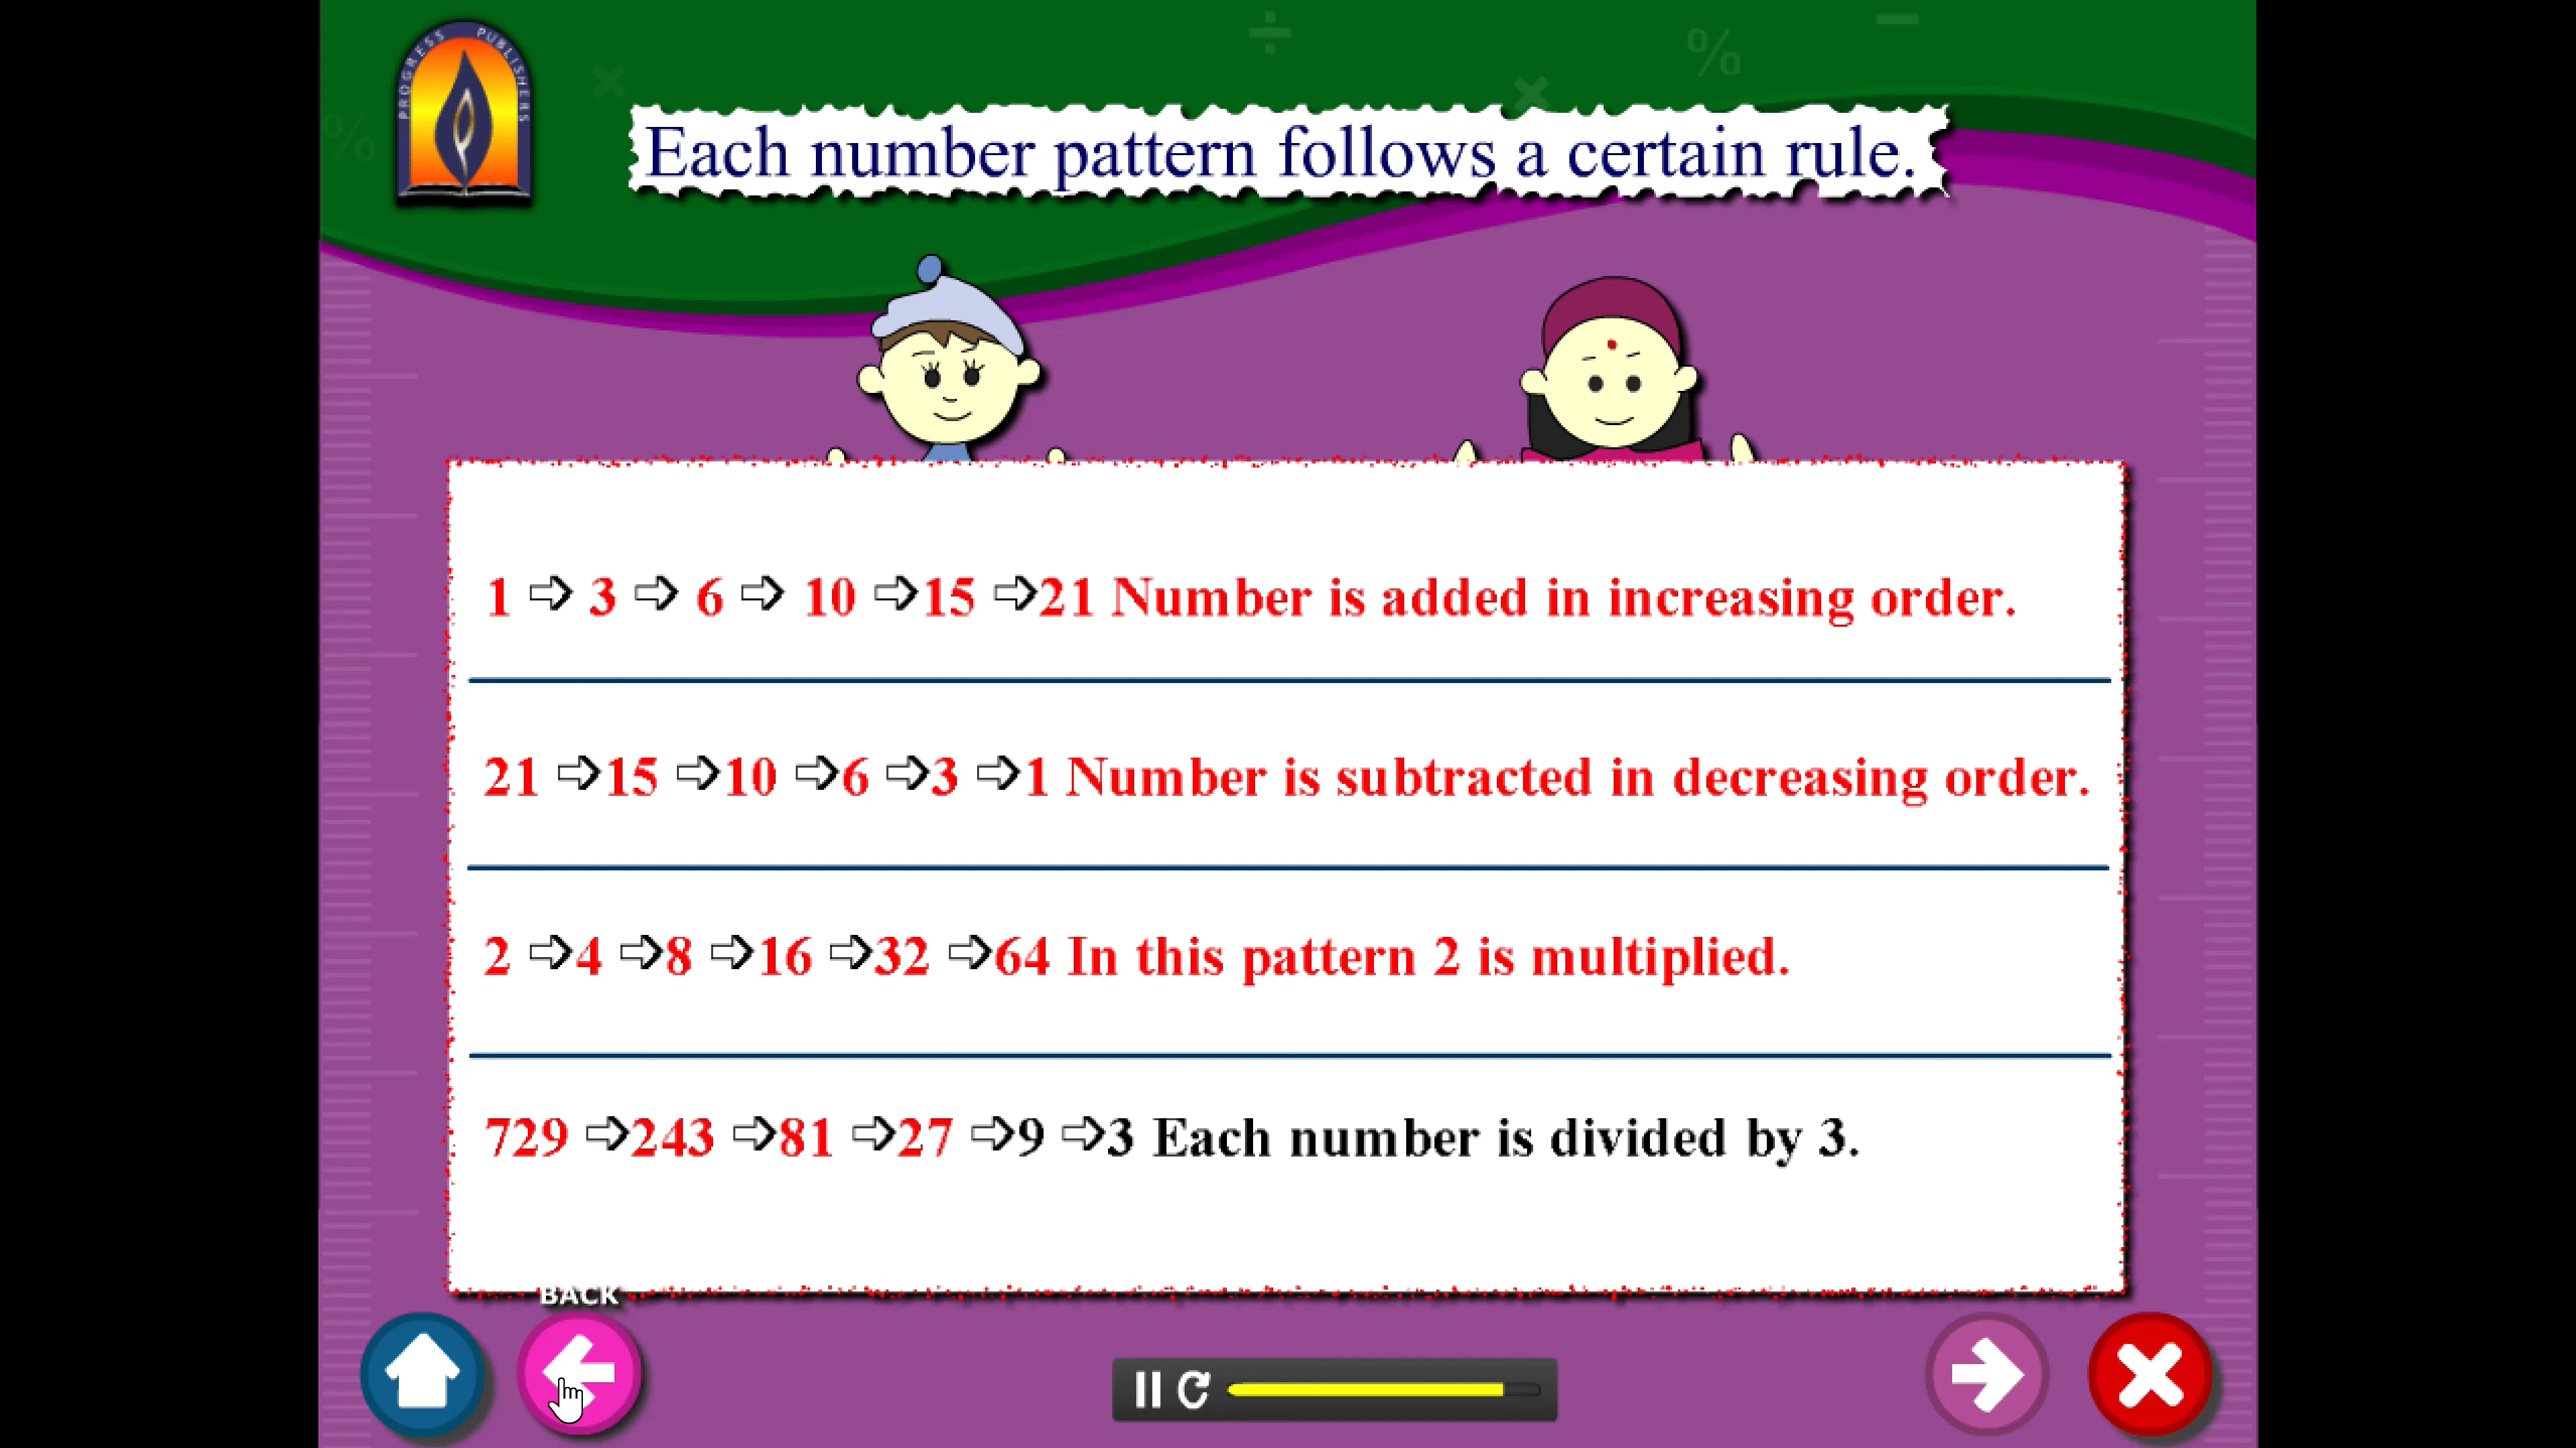 PROGRESS PUBLISHERS
Each number pattern follows a certain rule.
1 ⇨ 3 ⇨ 6 ⇨ 10 ⇨15 ⇨21 Number is added in increasing order.
21 ⇨15 ⇨10 ⇨6 ⇨3 ⇨1 Number is subtracted in decreasing order.
2 ⇨4 ⇨8 ⇨16 ⇨32 ⇨64 In this pattern 2 is multiplied.
729 ⇨243 ⇨81 ⇨27 ⇨9 ⇨3 Each number is divided by 3.
BACK